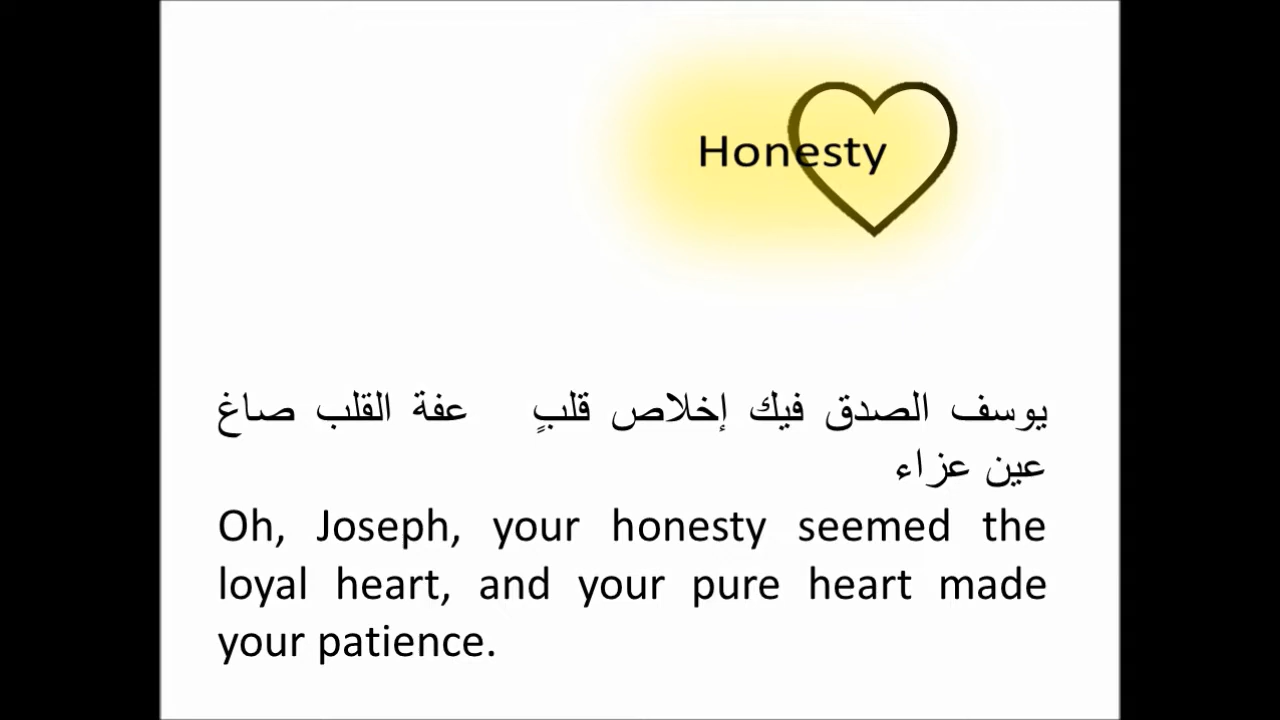 Honesty
يوسف الصدق فيك إخلاص قلبٍ عفة القلب صاغ
عين عزاء
Oh, Joseph, your honesty seemed the
loyal heart, and your pure heart made
your patience.